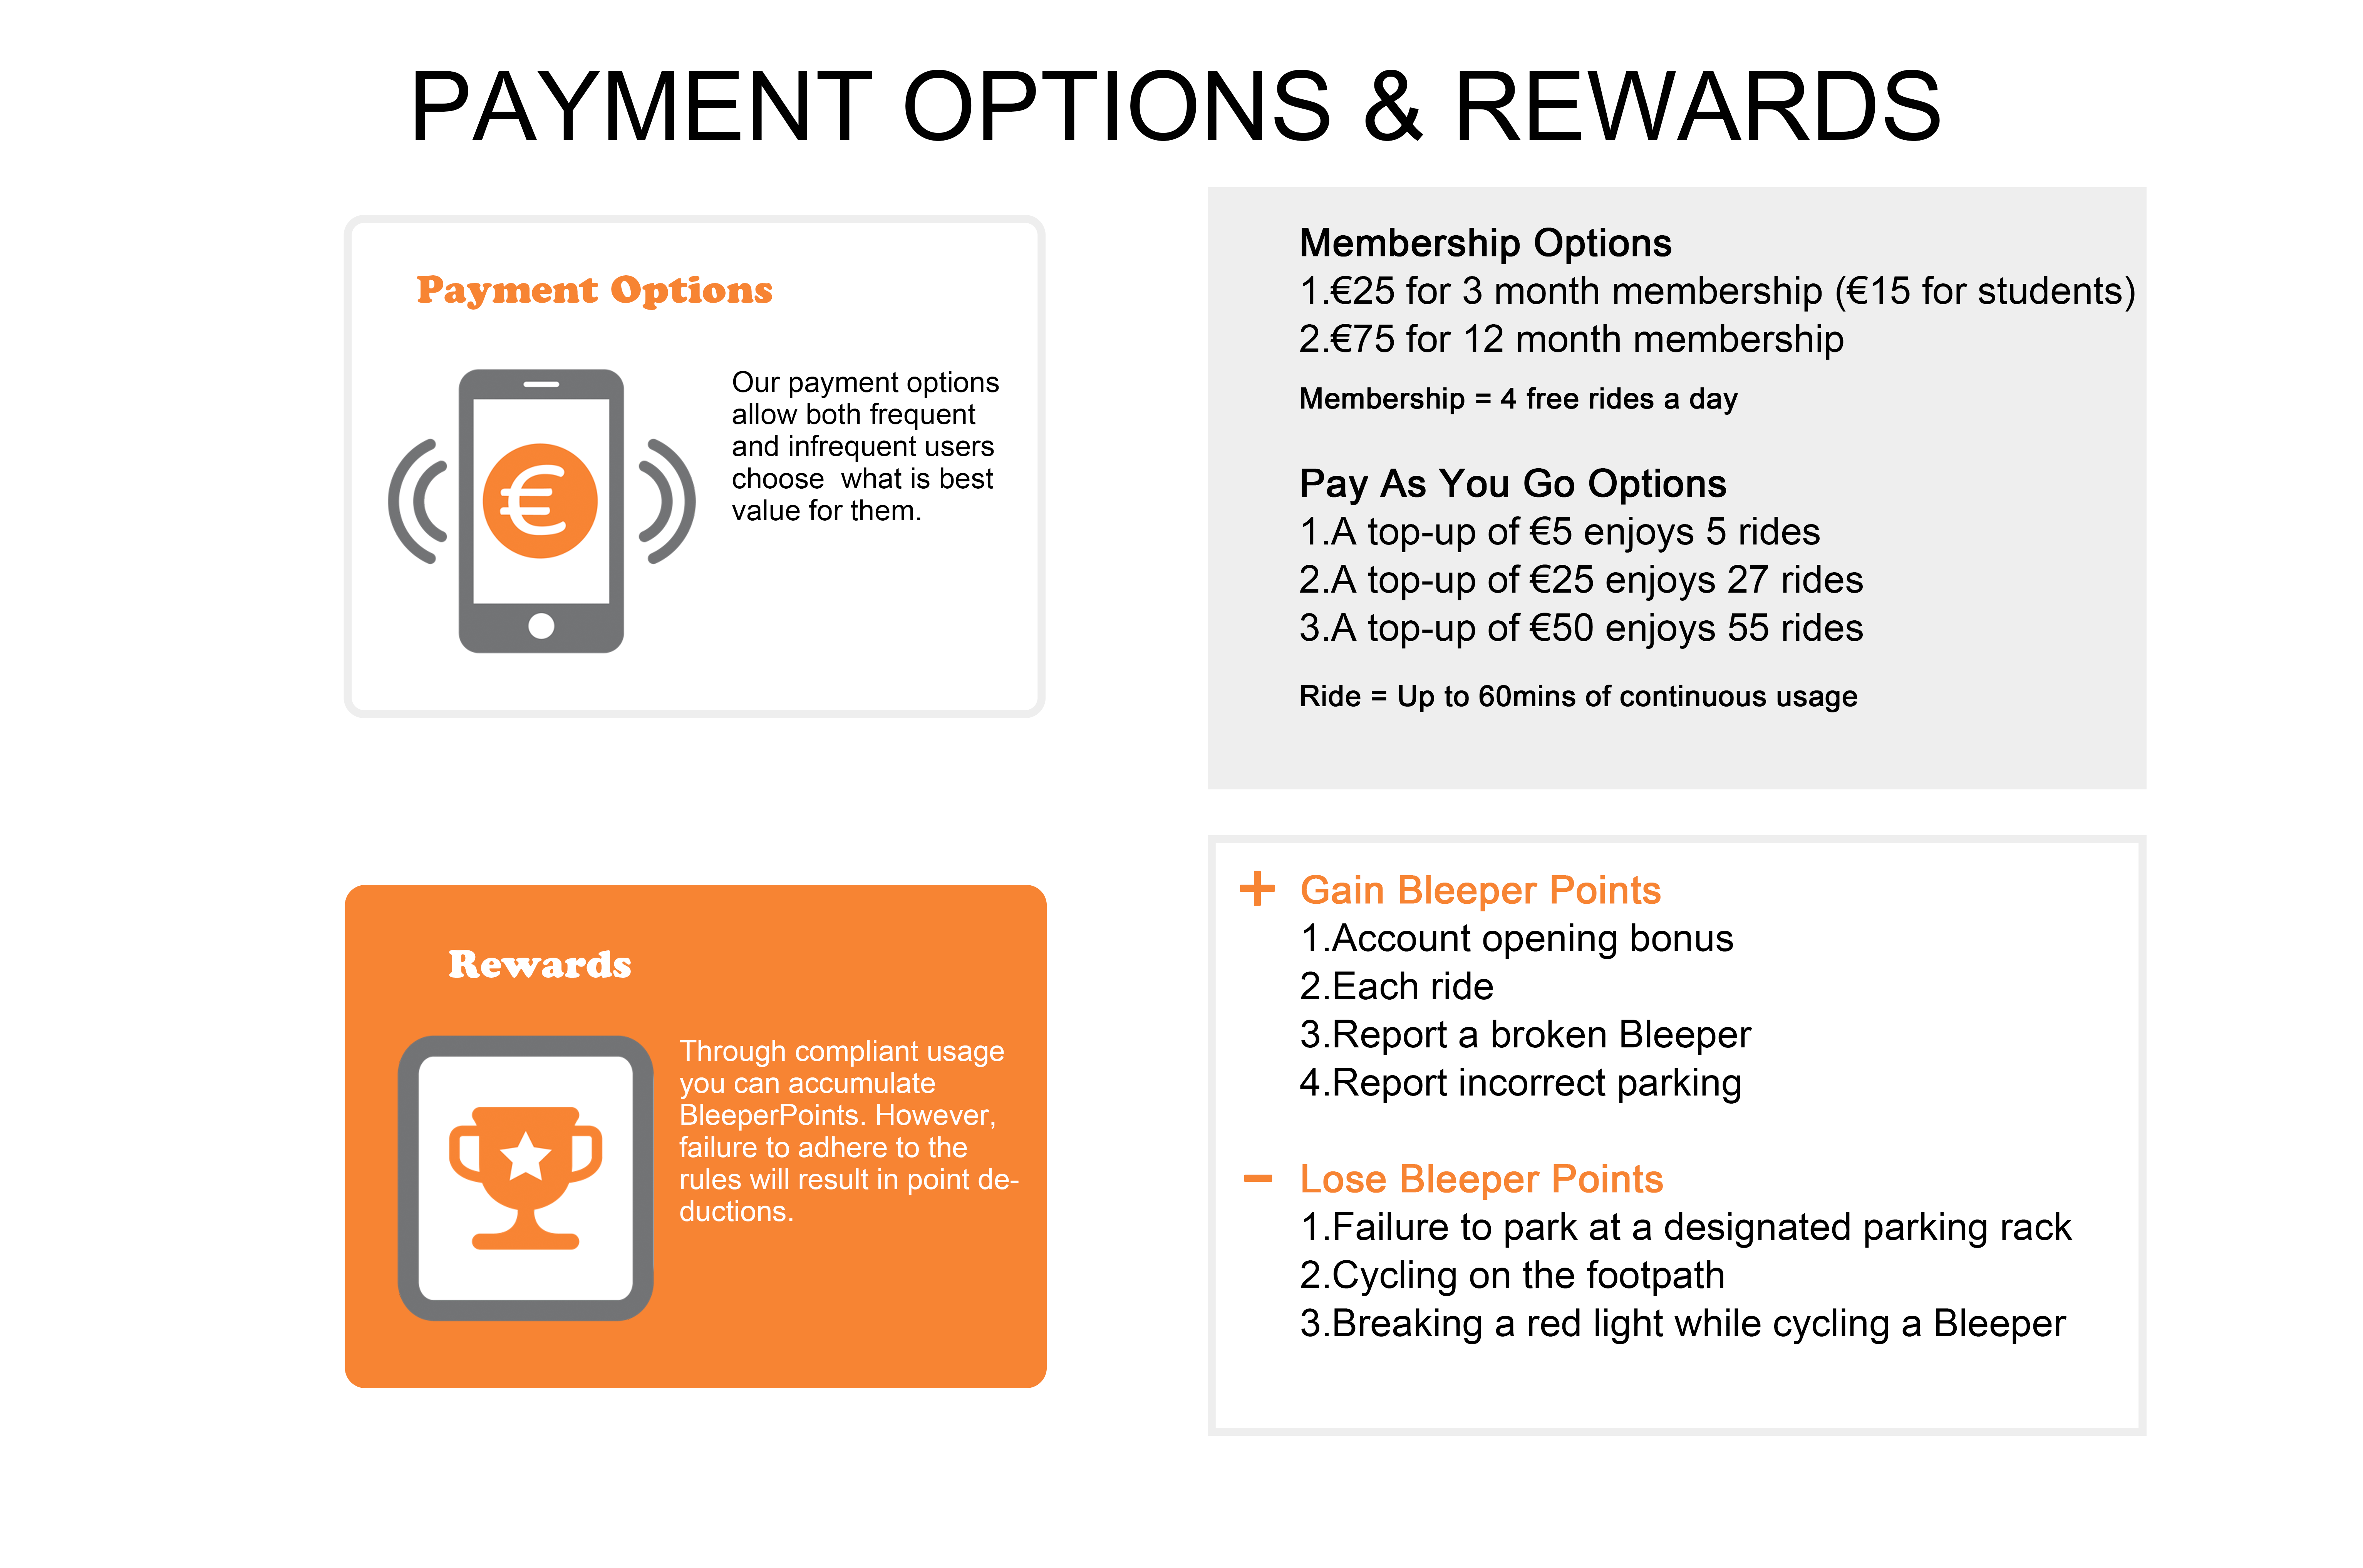 PAYMENT OPTIONS & REWARDS
Payment Options
Our payment options
allow both frequent
and infrequent users
choose  what is best
value for them.
Membership Options
1.€25 for 3 month membership (€15 for students)
2.€75 for 12 month membership
Membership = 4 free rides a day
Pay As You Go Options
1.A top-up of €5 enjoys 5 rides
2.A top-up of €25 enjoys 27 rides
3.A top-up of €50 enjoys 55 rides
Ride = Up to 60mins of continuous usage
Rewards
Through compliant usage
you can accumulate
BleeperPoints. However,
failure to adhere to the
rules will result in point de-
ductions.
+ Gain Bleeper Points
1.Account opening bonus
2.Each ride
3.Report a broken Bleeper
4.Report incorrect parking
– Lose Bleeper Points
1.Failure to park at a designated parking rack
2.Cycling on the footpath
3.Breaking a red light while cycling a Bleeper